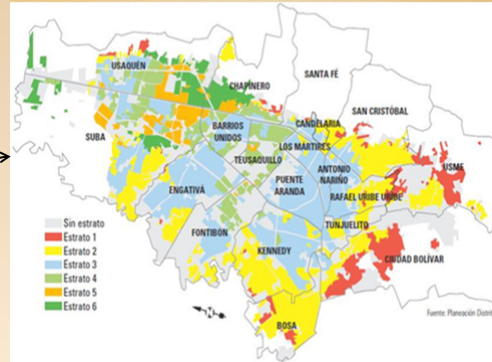 USAQUÉN
CHAPINERO
SANTA FÉ
SAN CRISTÓBAL
SUBA
BARRIOS
UNIDOS
CANDELARIA
LOS MÁRTIRES
TEUSAQUILLO
ENGATIVÁ
PUENTE
ARANDA
ANTONIO
NARIÑO
USME
RAFAEL URIBE URIBE
FONTIBON
TUNJUELITO
KENNEDY
CIUDAD BOLÍVAR
BOSA
Sin estrato
Estrato 1
Estrato 2
Estrato 3
Estrato 4
Estrato 5
Estrato 6
N
Fuente: Planeación Distrit